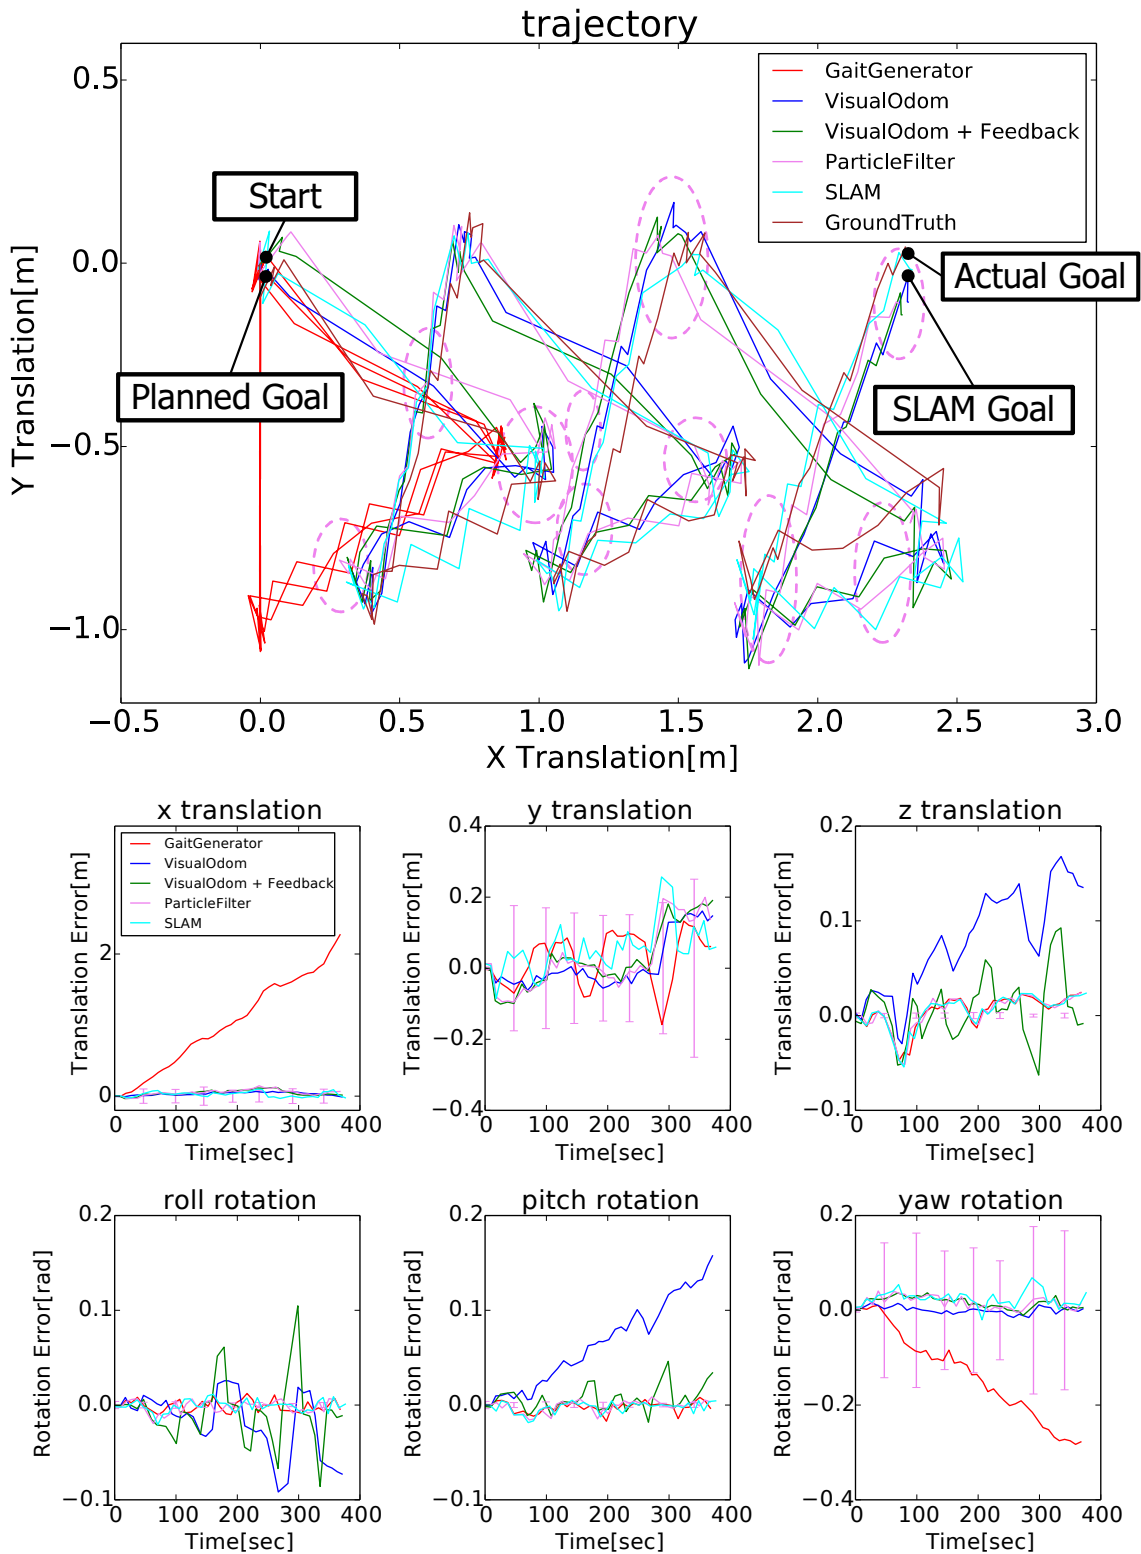 trajectory
0.5
0.0
−0.5
−1.0
Y Translation[m]
GaitGenerator
VisualOdom
VisualOdom + Feedback
ParticleFilter
SLAM
GroundTruth
Start
Planned Goal
Actual Goal
SLAM Goal
−0.5 0.0 0.5 1.0 1.5 2.0 2.5 3.0
X Translation[m]
x translation
GaitGenerator
VisualOdom
VisualOdom + Feedback
ParticleFilter
SLAM
2
0
Translation Error[m]
0 100 200 300 400
Time[sec]
y translation
0.4
0.2
0.0
−0.2
−0.4
Translation Error[m]
0 100 200 300 400
Time[sec]
z translation
0.2
0.1
0.0
−0.1
Translation Error[m]
0 100 200 300 400
Time[sec]
roll rotation
0.2
0.1
0.0
−0.1
Rotation Error[rad]
0 100 200 300 400
Time[sec]
pitch rotation
0.2
0.1
0.0
−0.1
Rotation Error[rad]
0 100 200 300 400
Time[sec]
yaw rotation
0.2
0.0
−0.2
−0.4
Rotation Error[rad]
0 100 200 300 400
Time[sec]